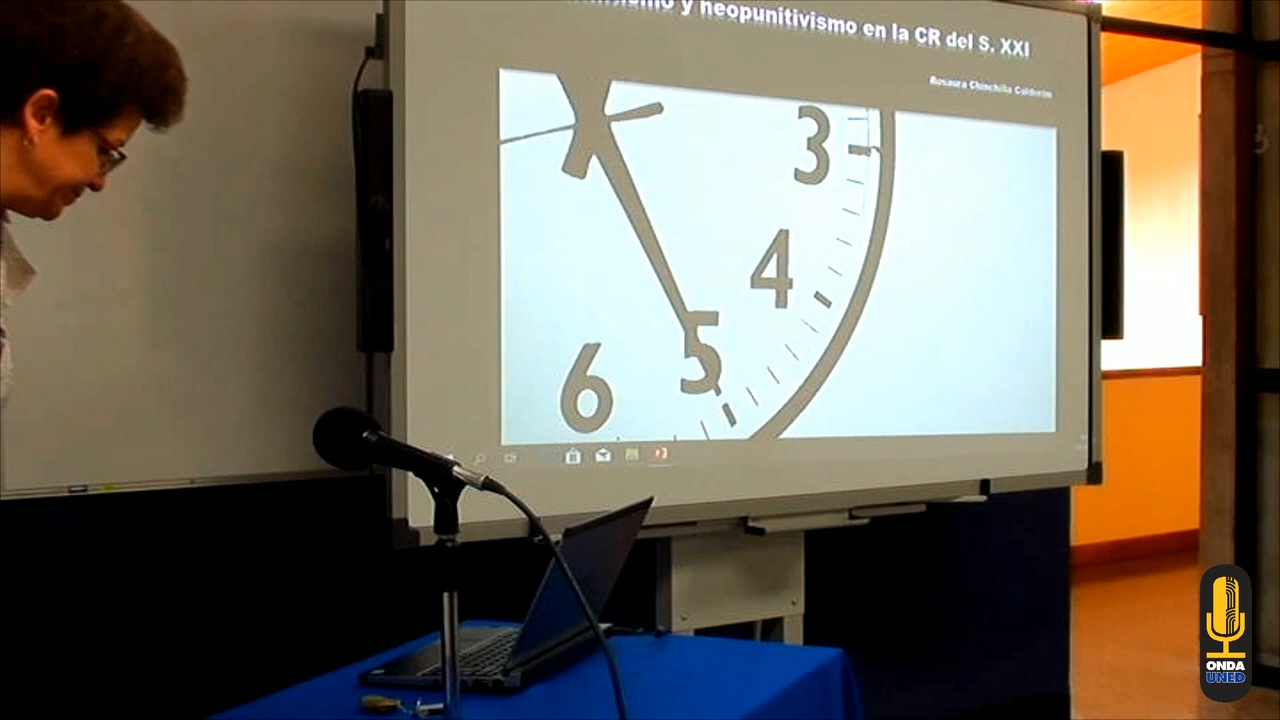 y neopunitivismo en la CR del S. XXI
Rosaura Chinchilla Calderón
3
4
5
6
ONDA
UNED